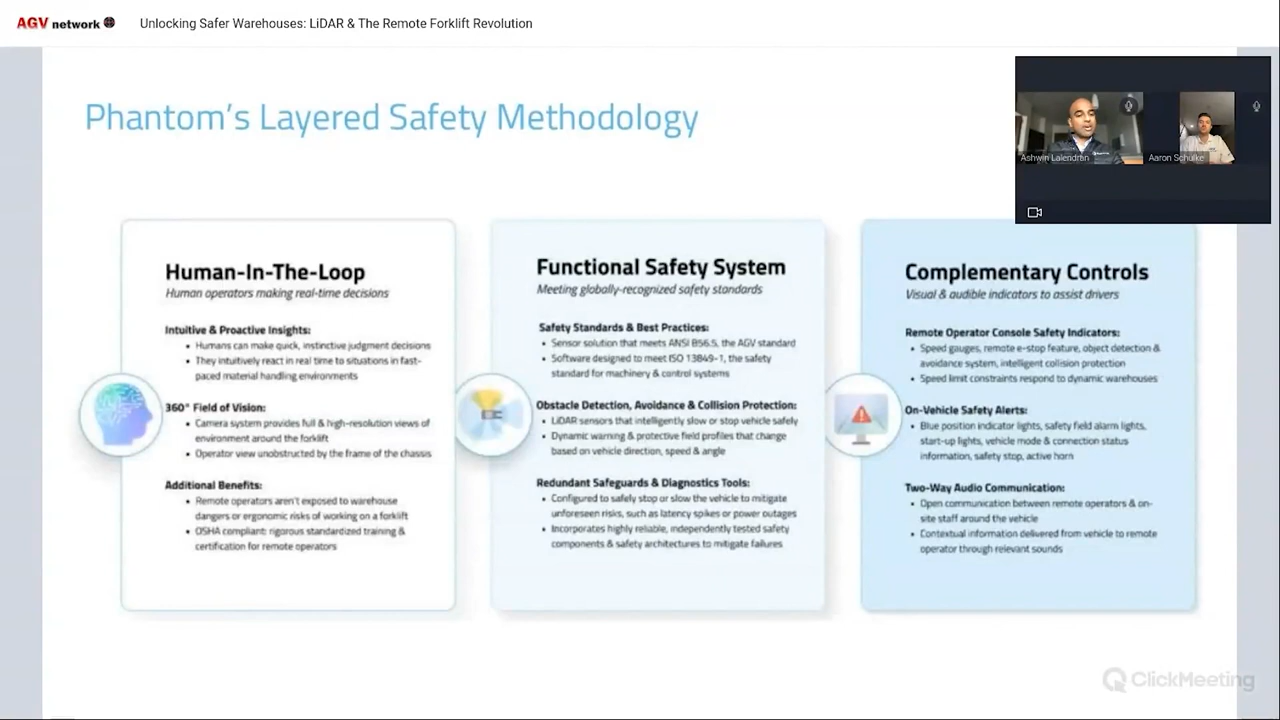 AGV network
Unlocking Safer Warehouses: LiDAR & The Remote Forklift Revolution
Phantom's Layered Safety Methodology
Ashwin Lalendran
Aaron Schulke
Human-In-The-Loop
Human operators making real-time decisions
Intuitive & Proactive Insights:
• Humans can make quick, instinctive judgment decisions
• They intuitively react in real time to situations in fast-
paced material handling environments
360° Field of Vision:
• Camera system provides full & high-resolution views of
environment around the forklift
• Operator view unobstructed by the frame of the chassis
Additional Benefits:
• Remote operators aren't exposed to warehouse
dangers or ergonomic risks of working on a forklift
• OSHA compliant: rigorous standardized training &
certification for remote operators
Functional Safety System
Meeting globally-recognized safety standards
Safety Standards & Best Practices:
• Sensor solution that meets ANSI B56.5, the AGV standard
• Software designed to meet ISO 13849-1, the safety
standard for machinery & control systems
Obstacle Detection, Avoidance & Collision Protection:
• LiDAR sensors that intelligently slow or stop vehicle safely
• Dynamic warning & protective field profiles that change
based on vehicle direction, speed & angle
Redundant Safeguards & Diagnostics Tools:
• Configured to safely stop or slow the vehicle to mitigate
unforeseen risks, such as latency spikes or power outages
• Incorporates highly reliable, independently tested safety
components & safety architectures to mitigate failures
Complementary Controls
Visual & audible indicators to assist drivers
Remote Operator Console Safety Indicators:
• Speed gauges, remote e-stop feature, object detection &
avoidance system, intelligent collision protection
• Speed limit constraints respond to dynamic warehouses
On-Vehicle Safety Alerts:
• Blue position indicator lights, safety field alarm lights,
start-up lights, vehicle mode & connection status
information, safety stop, active horn
Two-Way Audio Communication:
• Open communication between remote operators & on-
site staff around the vehicle
• Contextual information delivered from vehicle to remote
operator through relevant sounds
ClickMeeting